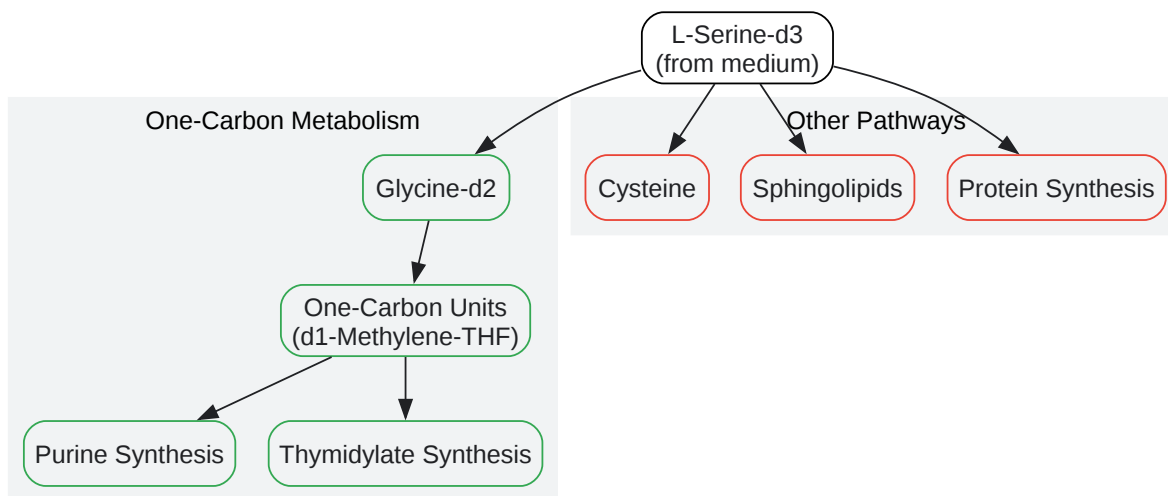 L-Serine-d3
(from medium)
One-Carbon Metabolism
Other Pathways
Glycine-d2
Cysteine
Sphingolipids
Protein Synthesis
One-Carbon Units
(d1-Methylene-THF)
Purine Synthesis
Thymidylate Synthesis